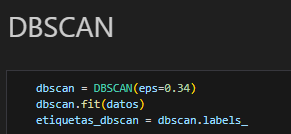 DBSCAN
dbscan = DBSCAN(eps=0.34)
dbscan.fit(datos)
etiquetas_dbscan = dbscan.labels_